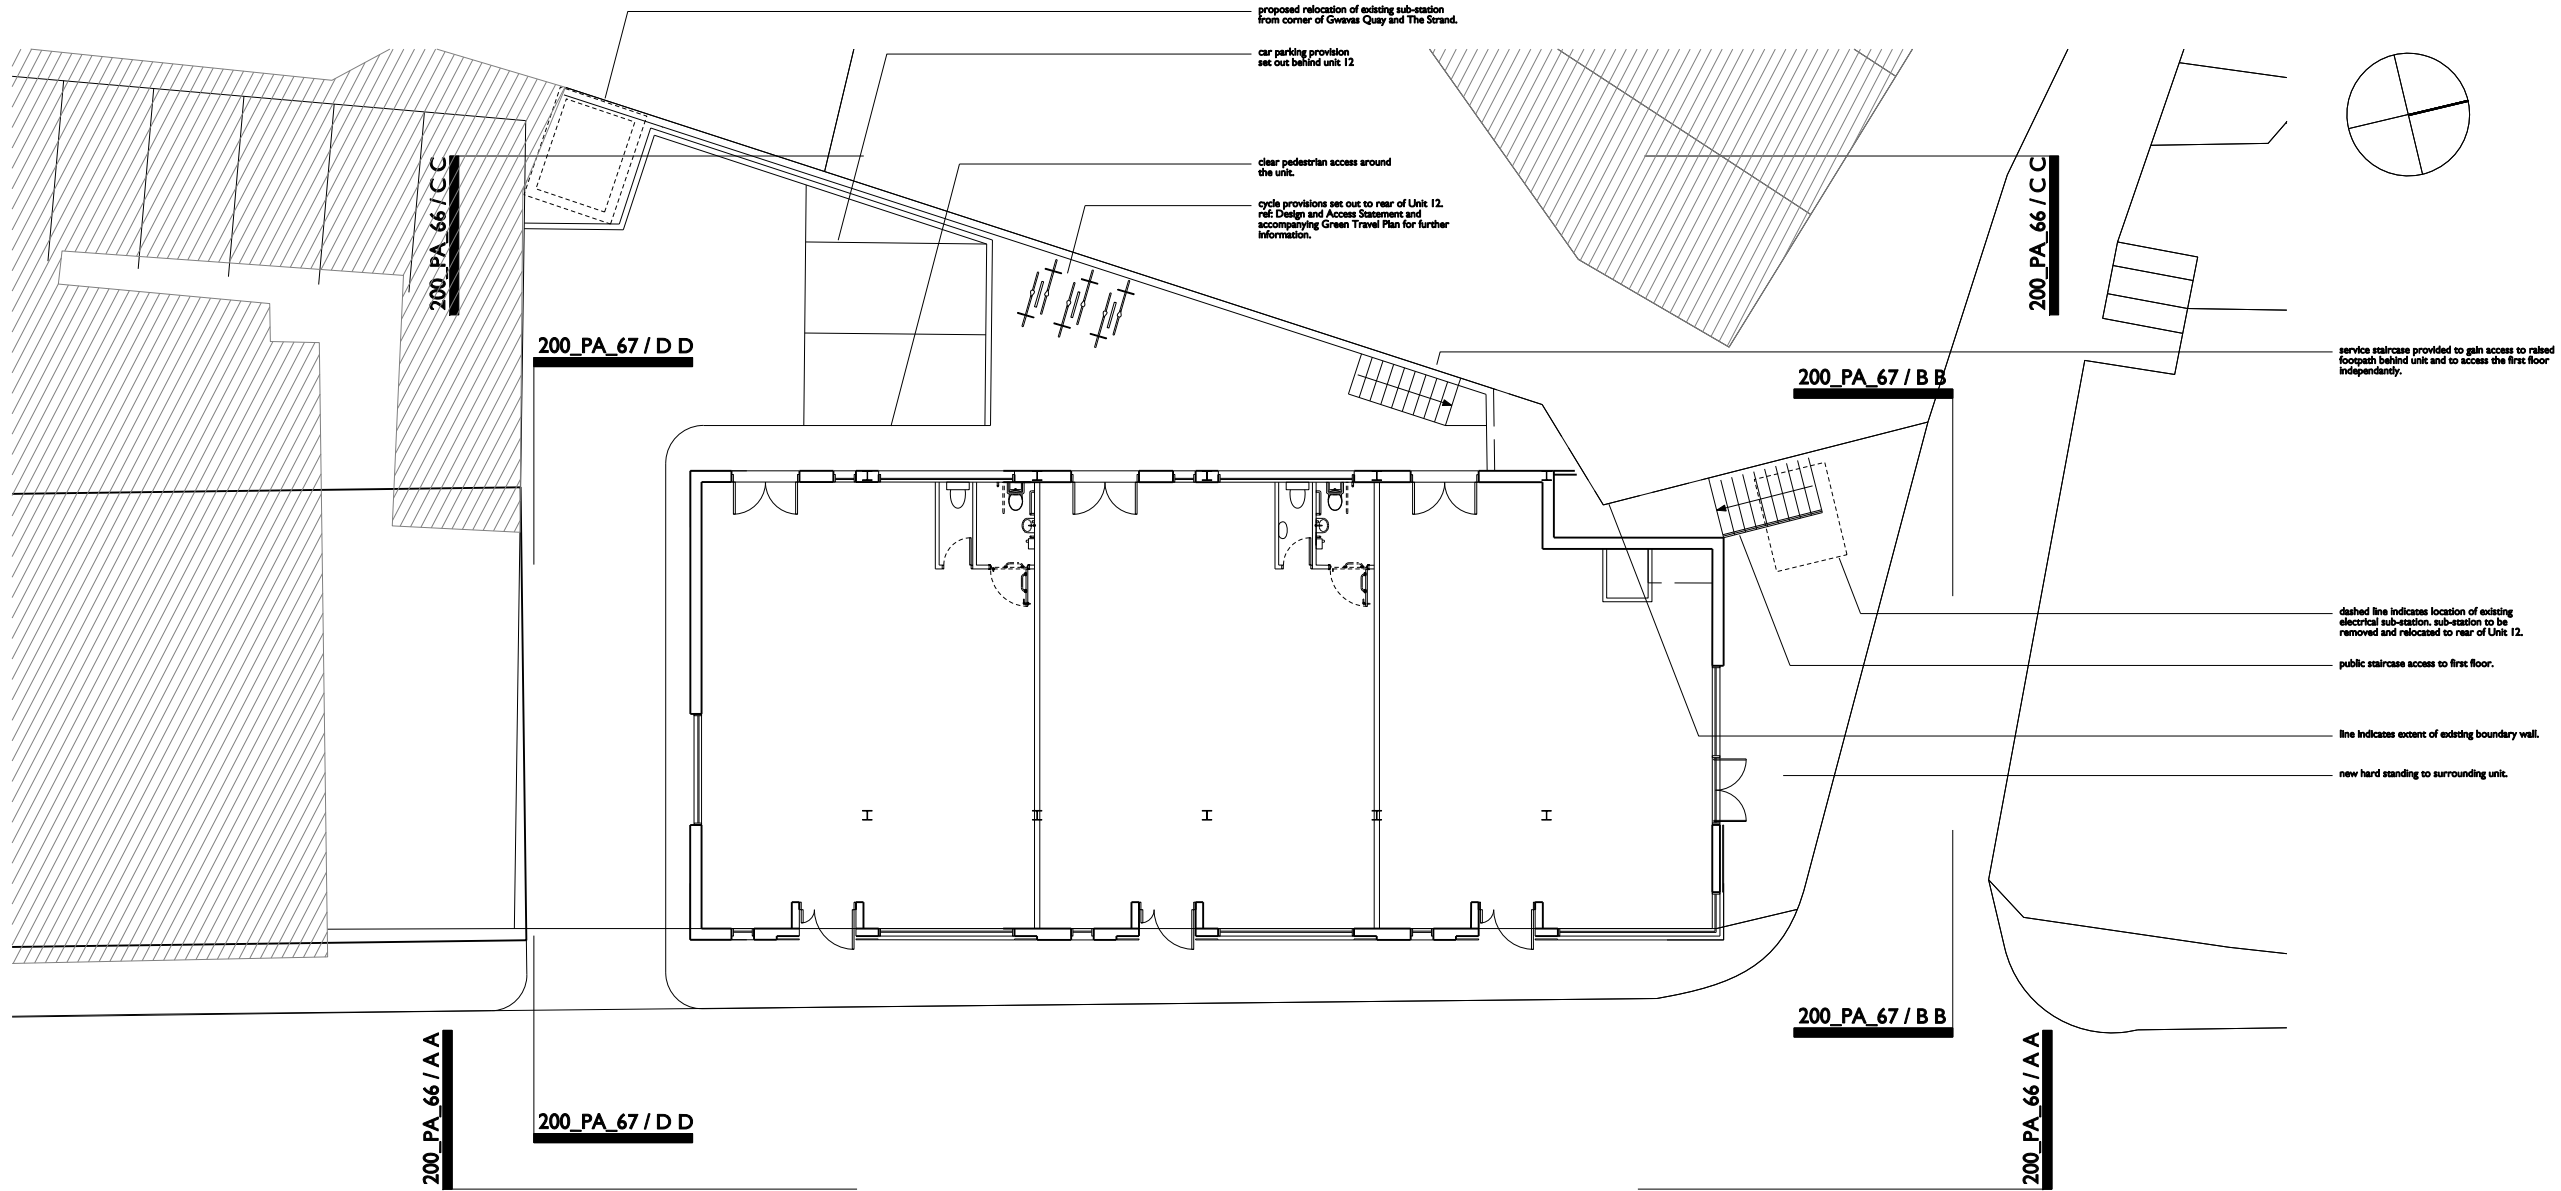 proposed relocation of existing sub-station
from corner of Gwavas Quay and The Strand.
car parking provision
set out behind unit 12
clear pedestrian access around
the unit.
cycle provisions set out to rear of Unit 12.
ref: Design and Access Statement and
accompanying Green Travel Plan for further
information.
200_PA_66 / C C
200_PA_66 / C C
200_PA_67 / D D
200_PA_67 / B B
service staircase provided to gain access to raised
footpath behind unit and to access the first floor
independantly.
dashed line indicates location of existing
electrical sub-station. sub-station to be
removed and relocated to rear of Unit 12.
public staircase access to first floor.
line indicates extent of existing boundary wall.
new hard standing to surrounding unit.
200_PA_67 / B B
200_PA_66 / A A
200_PA_67 / D D
200_PA_66 / A A